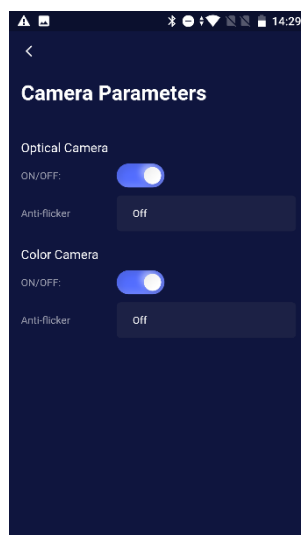 14:29
Camera Parameters
Optical Camera
ON/OFF:
Anti-flicker Off
Color Camera
ON/OFF:
Anti-flicker Off